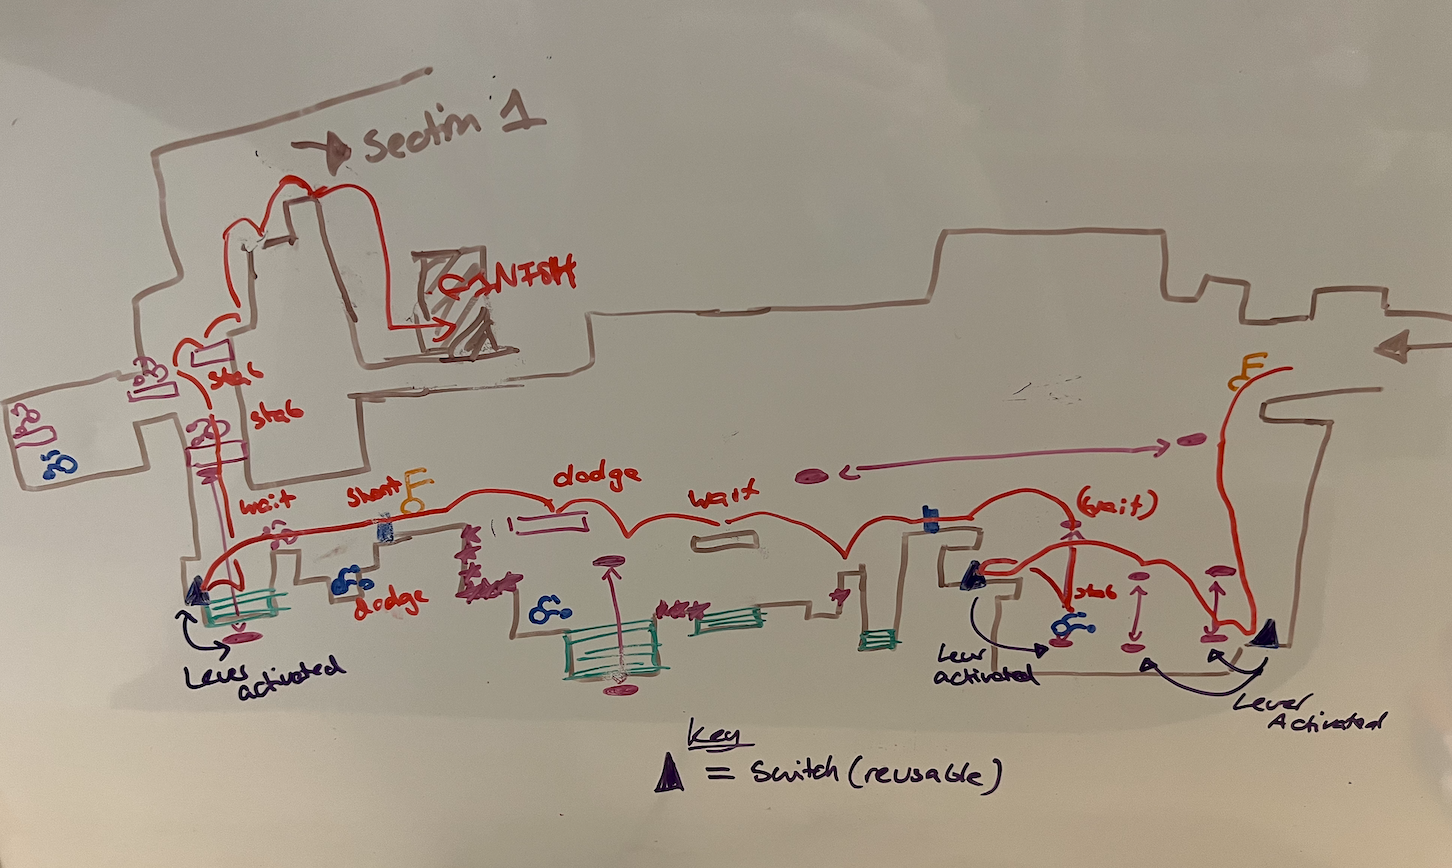 Section 1
FINISH
stab
stab
wait
shoot
dodge
wait
(wait)
dodge
stab
Lever
activated
Lever
activated
Lever
Activated
Key
= Switch (reusable)